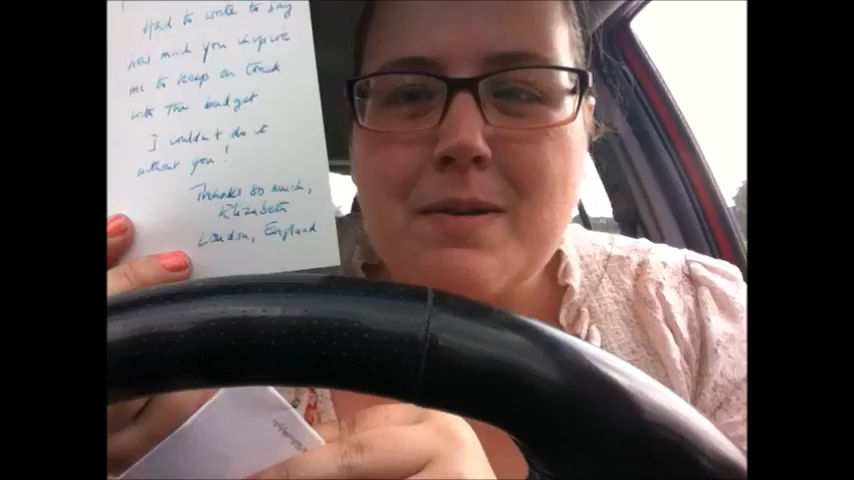 Had to write to say
how much you inspire
me to keep on track
with the budget
I couldn't do it
without you!
Thanks so much,
Elizabeth
London, England